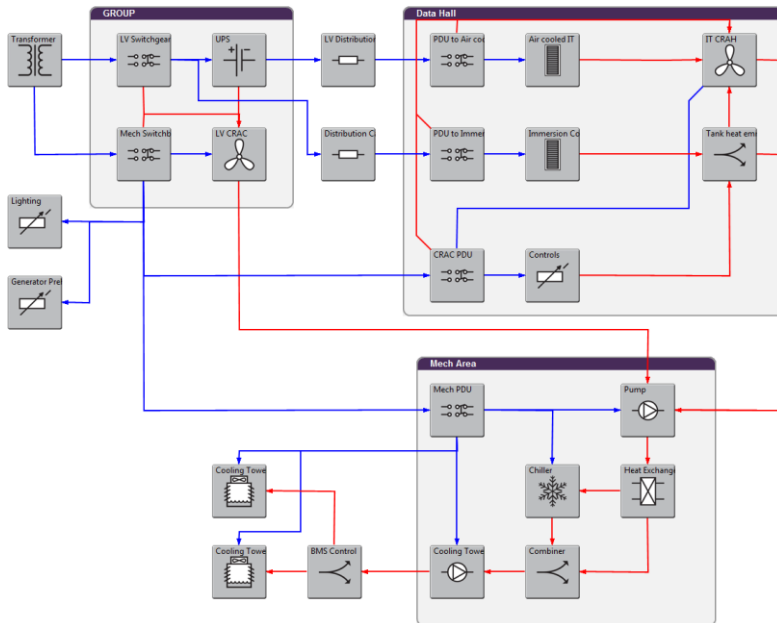 GROUP
Data Hall
Transformer
LV Switchgear
UPS
LV Distribution
PDU to Air coo
Air cooled IT
IT CRAH
Mech Switchb
LV CRAC
Distribution C
PDU to Immer
Immersion Co
Tank heat emi
Lighting
CRAC PDU
Controls
Generator Pre
Mech Area
Mech PDU
Pump
Cooling Towe
Chiller
Heat Exchange
Cooling Towe
BMS Control
Cooling Towe
Combiner